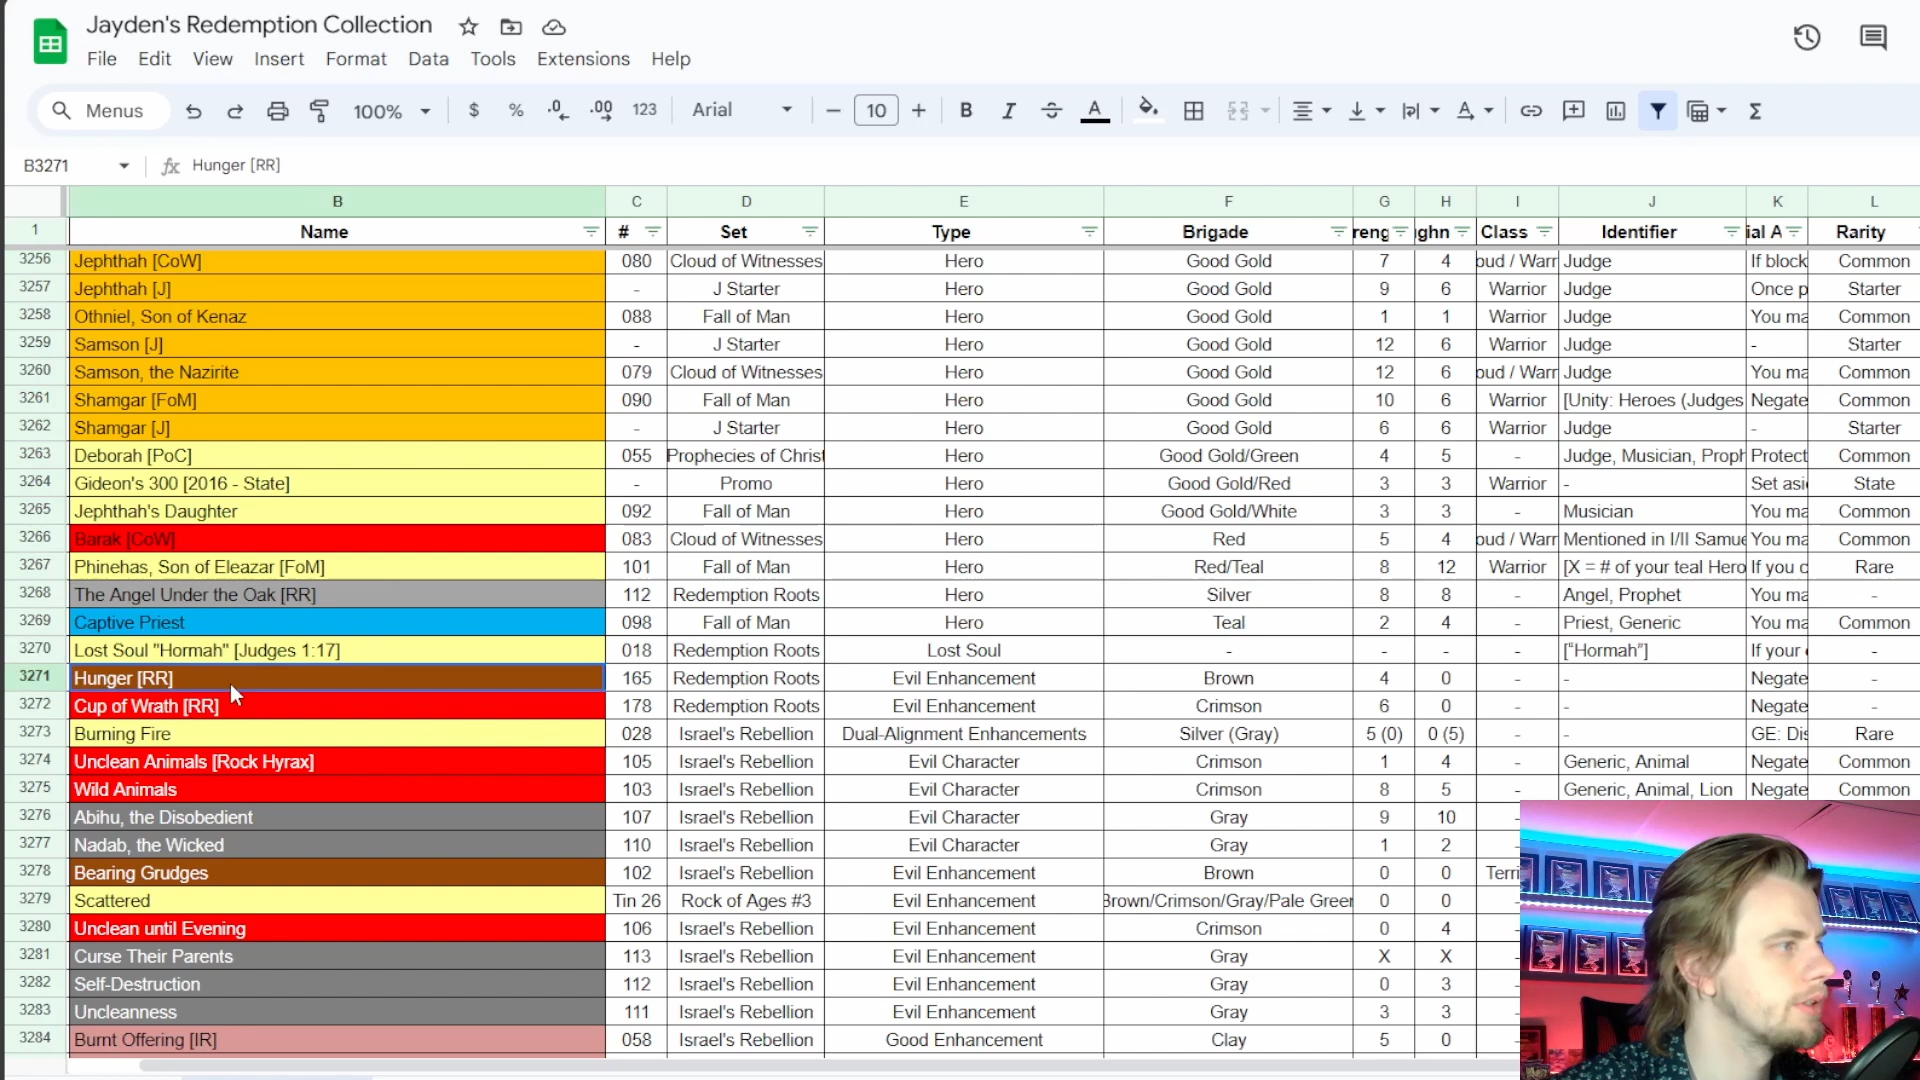 Jayden's Redemption Collection
File Edit View Insert Format Data Tools Extensions Help
Menus 100% $ % .0 .00 123 Arial 10 B I A
B3271 fx Hunger [RR]
B C D E F G H I J K L
1 Name # Set Type Brigade reng ughn Class Identifier ial A Rarity
3256 Jephthah [CoW] 080 Cloud of Witnesses Hero Good Gold 7 4 oud / Warr Judge If block Common
3257 Jephthah [J] - J Starter Hero Good Gold 9 6 Warrior Judge Once p Starter
3258 Othniel, Son of Kenaz 088 Fall of Man Hero Good Gold 1 1 Warrior Judge You ma Common
3259 Samson [J] - J Starter Hero Good Gold 12 6 Warrior Judge - Starter
3260 Samson, the Nazirite 079 Cloud of Witnesses Hero Good Gold 12 6 oud / Warr Judge You ma Common
3261 Shamgar [FoM] 090 Fall of Man Hero Good Gold 10 6 Warrior [Unity: Heroes (Judges Negate Common
3262 Shamgar [J] - J Starter Hero Good Gold 6 6 Warrior Judge - Starter
3263 Deborah [PoC] 055 Prophecies of Christ Hero Good Gold/Green 4 5 - Judge, Musician, Proph Protect Common
3264 Gideon's 300 [2016 - State] - Promo Hero Good Gold/Red 3 3 Warrior - Set asi State
3265 Jephthah's Daughter 092 Fall of Man Hero Good Gold/White 3 3 - Musician You ma Common
3266 Barak [CoW] 083 Cloud of Witnesses Hero Red 5 4 oud / Warr Mentioned in I/II Samue You ma Common
3267 Phinehas, Son of Eleazar [FoM] 101 Fall of Man Hero Red/Teal 8 12 Warrior [X = # of your teal Hero If you c Rare
3268 The Angel Under the Oak [RR] 112 Redemption Roots Hero Silver 8 8 - Angel, Prophet You ma -
3269 Captive Priest 098 Fall of Man Hero Teal 2 4 - Priest, Generic You ma Common
3270 Lost Soul "Hormah" [Judges 1:17] 018 Redemption Roots Lost Soul - - - - ["Hormah"] If your -
3271 Hunger [RR] 165 Redemption Roots Evil Enhancement Brown 4 0 - - Negate -
3272 Cup of Wrath [RR] 178 Redemption Roots Evil Enhancement Crimson 6 0 - - Negate -
3273 Burning Fire 028 Israel's Rebellion Dual-Alignment Enhancements Silver (Gray) 5 (0) 0 (5) - - GE: Dis Rare
3274 Unclean Animals [Rock Hyrax] 105 Israel's Rebellion Evil Character Crimson 1 4 - Generic, Animal Negate Common
3275 Wild Animals 103 Israel's Rebellion Evil Character Crimson 8 5 - Generic, Animal, Lion Negate Common
3276 Abihu, the Disobedient 107 Israel's Rebellion Evil Character Gray 9 10 -
3277 Nadab, the Wicked 110 Israel's Rebellion Evil Character Gray 1 2 -
3278 Bearing Grudges 102 Israel's Rebellion Evil Enhancement Brown 0 0 Terri
3279 Scattered Tin 26 Rock of Ages #3 Evil Enhancement Brown/Crimson/Gray/Pale Green 0 0 -
3280 Unclean until Evening 106 Israel's Rebellion Evil Enhancement Crimson 0 4 -
3281 Curse Their Parents 113 Israel's Rebellion Evil Enhancement Gray X X -
3282 Self-Destruction 112 Israel's Rebellion Evil Enhancement Gray 0 3 -
3283 Uncleanness 111 Israel's Rebellion Evil Enhancement Gray 3 3 -
3284 Burnt Offering [IR] 058 Israel's Rebellion Good Enhancement Clay 5 0 -